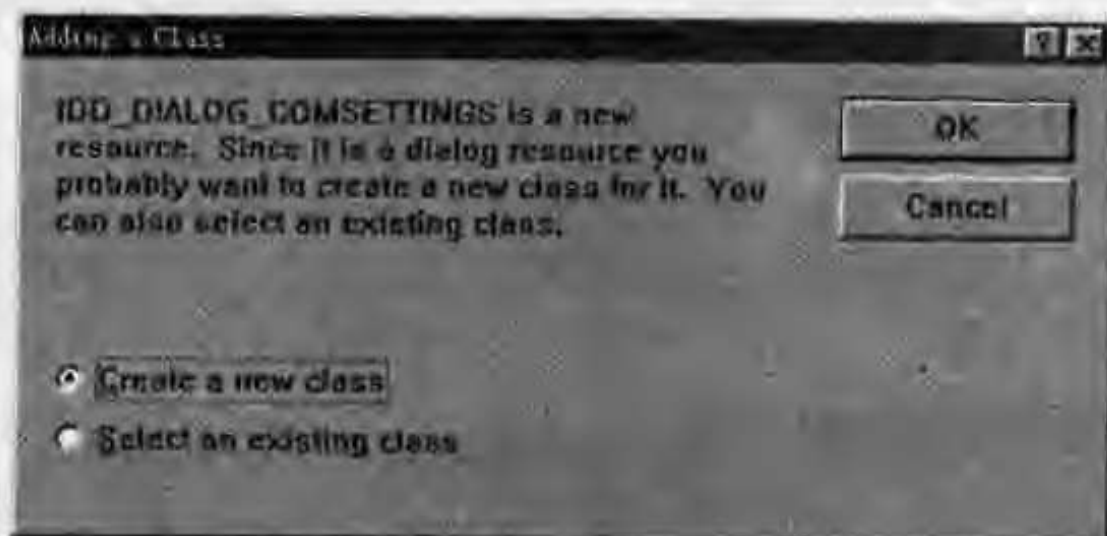 Adding a Class
IDD_DIALOG_COMSETTINGS is a new
resource. Since it is a dialog resource you
probably want to create a new class for it. You
can also select an existing class.
OK
Cancel
Create a new class
Select an existing class